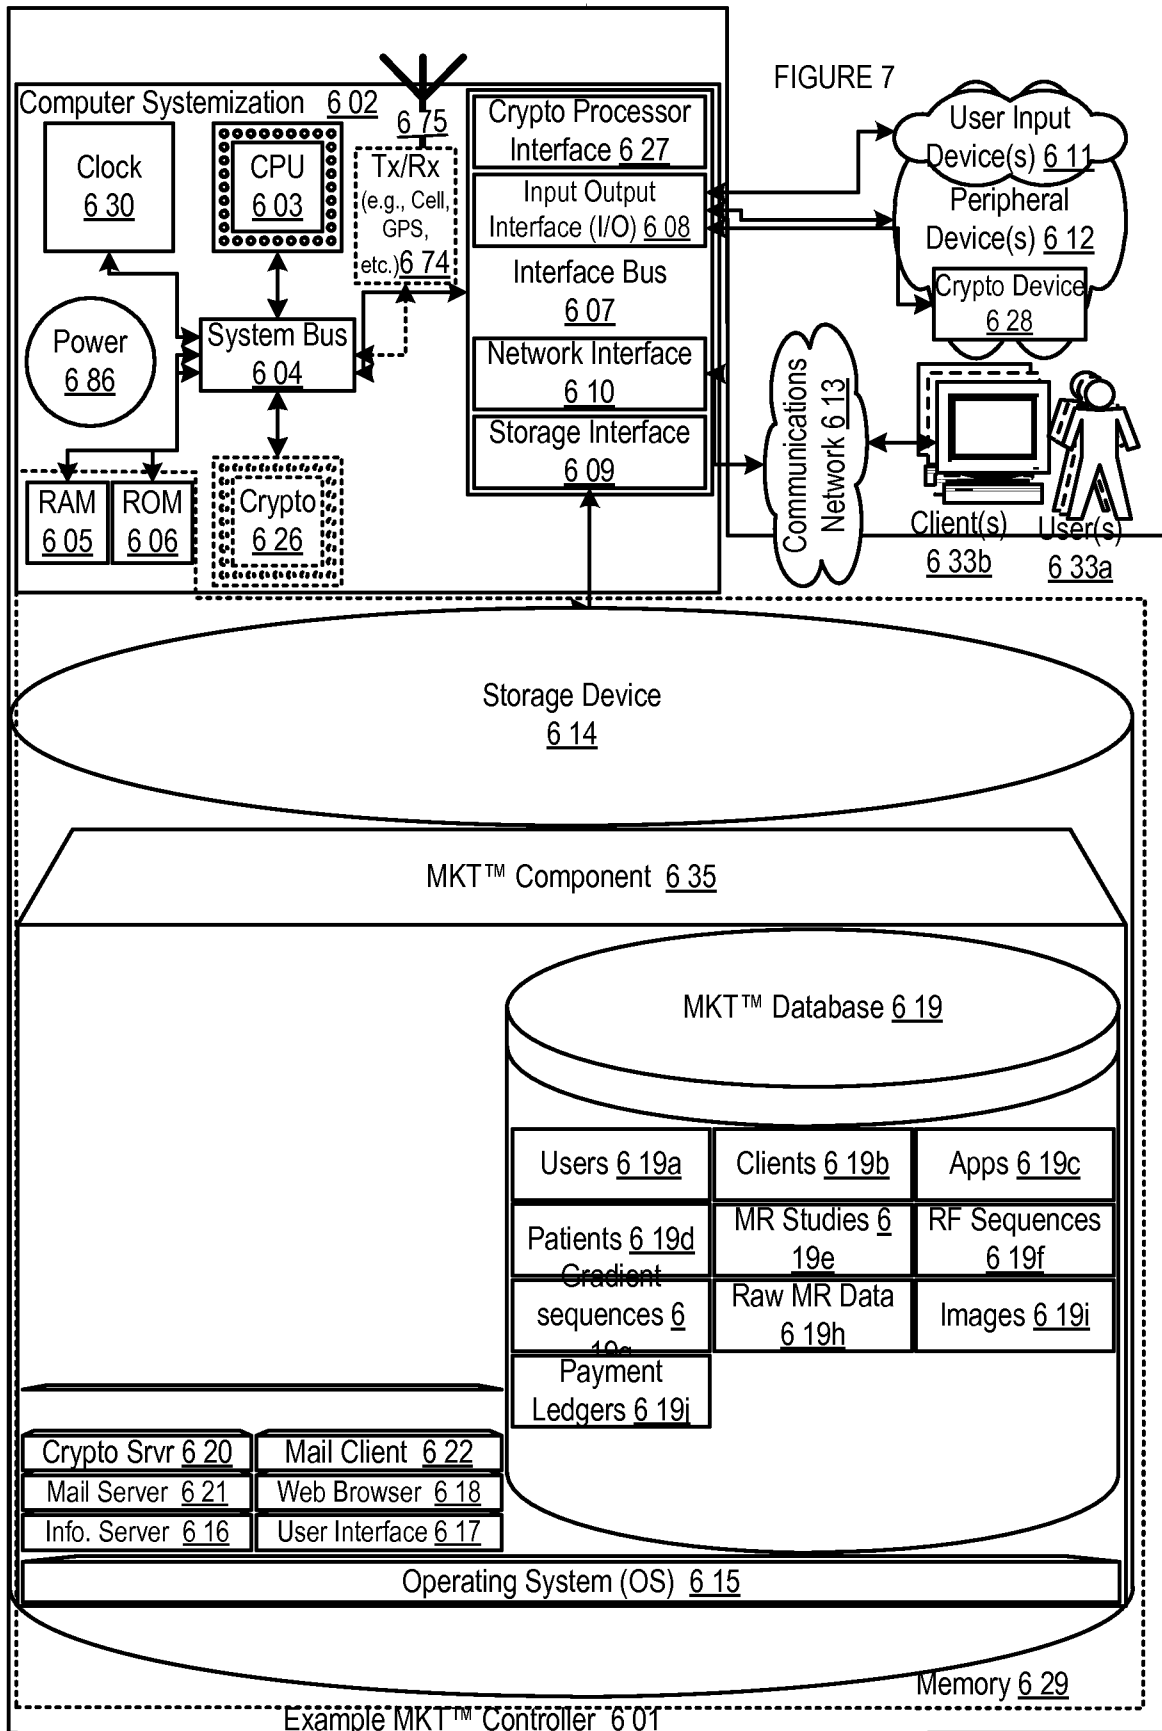 FIGURE 7
Computer Systemization 6 02
Clock
6 30
CPU
6 03
6 75
Tx/Rx
(e.g., Cell,
GPS,
etc.) 6 74
Crypto Processor
Interface 6 27
Input Output
Interface (I/O) 6 08
Interface Bus
6 07
Network Interface
6 10
Storage Interface
6 09
Power
6 86
System Bus
6 04
RAM
6 05
ROM
6 06
Crypto
6 26
User Input
Device(s) 6 11
Peripheral
Device(s) 6 12
Crypto Device
6 28
Communications
Network 6 13
Client(s)
6 33b
User(s)
6 33a
Storage Device
6 14
MKT™ Component 6 35
MKT™ Database 6 19
Users 6 19a
Clients 6 19b
Apps 6 19c
Patients 6 19d
MR Studies 6
19e
RF Sequences
6 19f
Gradient
sequences 6
19g
Raw MR Data
6 19h
Images 6 19i
Payment
Ledgers 6 19j
Crypto Srvr 6 20
Mail Client 6 22
Mail Server 6 21
Web Browser 6 18
Info. Server 6 16
User Interface 6 17
Operating System (OS) 6 15
Memory 6 29
Example MKT™ Controller 6 01